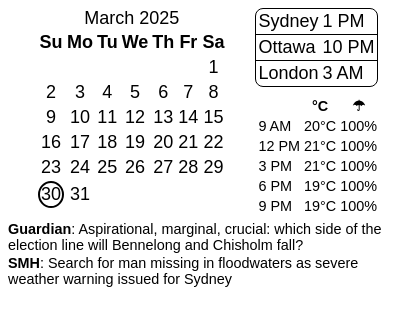 March 2025
Su Mo Tu We Th Fr Sa
1
2 3 4 5 6 7 8
9 10 11 12 13 14 15
16 17 18 19 20 21 22
23 24 25 26 27 28 29
30 31
Sydney 1 PM
Ottawa 10 PM
London 3 AM
°C ☂
9 AM 20°C 100%
12 PM 21°C 100%
3 PM 21°C 100%
6 PM 19°C 100%
9 PM 19°C 100%
Guardian: Aspirational, marginal, crucial: which side of the
election line will Bennelong and Chisholm fall?
SMH: Search for man missing in floodwaters as severe
weather warning issued for Sydney